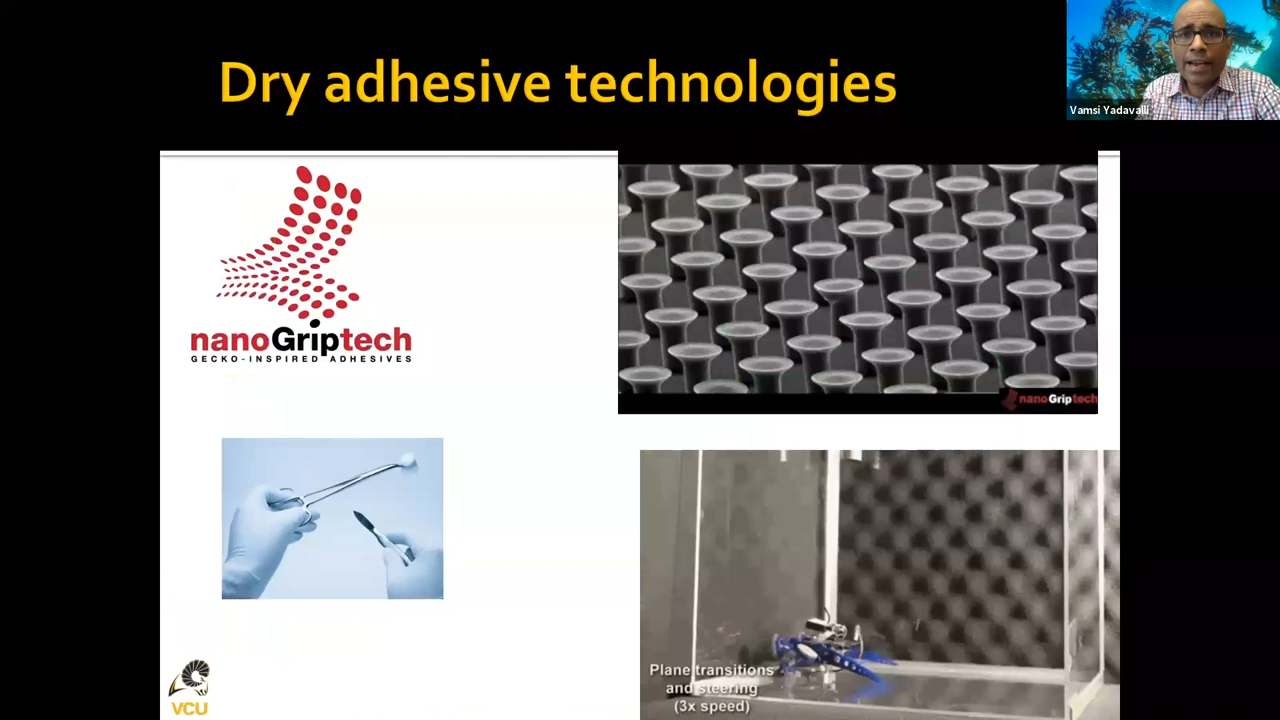 Dry adhesive technologies
Vamsi Yadavalli
nanoGriptech
GECKO-INSPIRED ADHESIVES
nanoGriptech
Plane transitions
and steering
(3x speed)
VCU